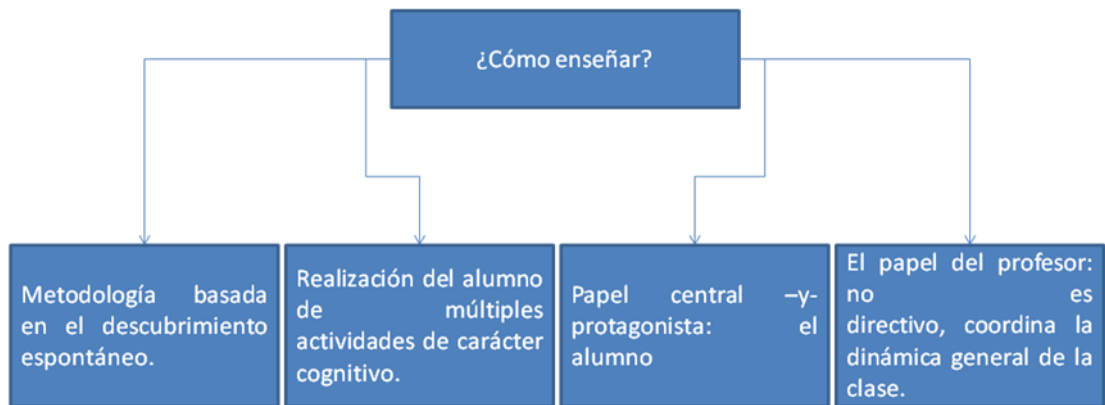 ¿Cómo enseñar?
Metodología basada
en el descubrimiento
espontáneo.
Realización del alumno
de múltiples
actividades de carácter
cognitivo.
Papel central –y-
protagonista: el
alumno
El papel del profesor:
no es
directivo, coordina la
dinámica general de la
clase.